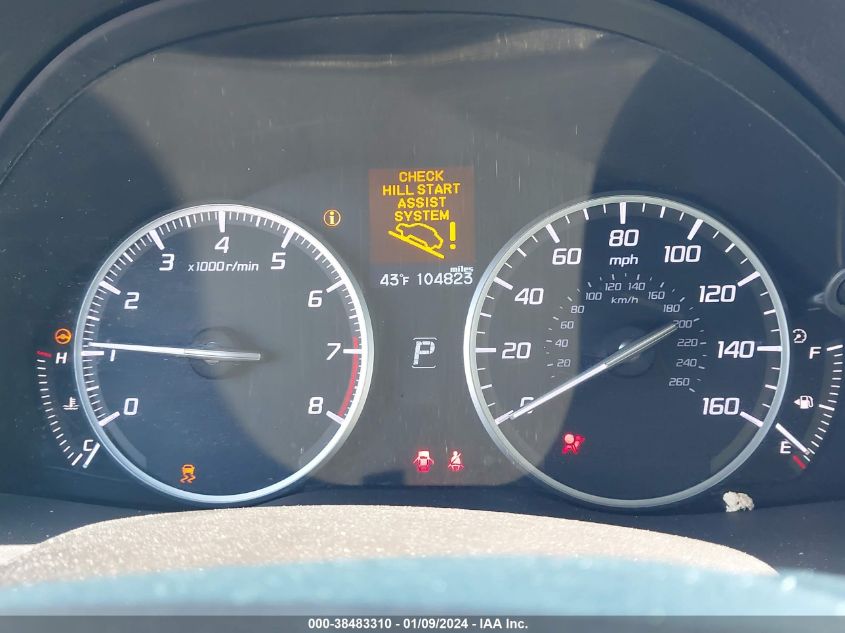 CHECK
HILL START
ASSIST
SYSTEM
!
miles
43°F 104823
P
0 1 2 3 4 5 6 7 8
x1000r/min
H
C
0 20 40 60 80 100 120 140 160
mph
20 40 60 80 100 120 140 160 180 200 220 240 260
km/h
F
E
000-38483310 / 01/09/2024 - IAA Inc.